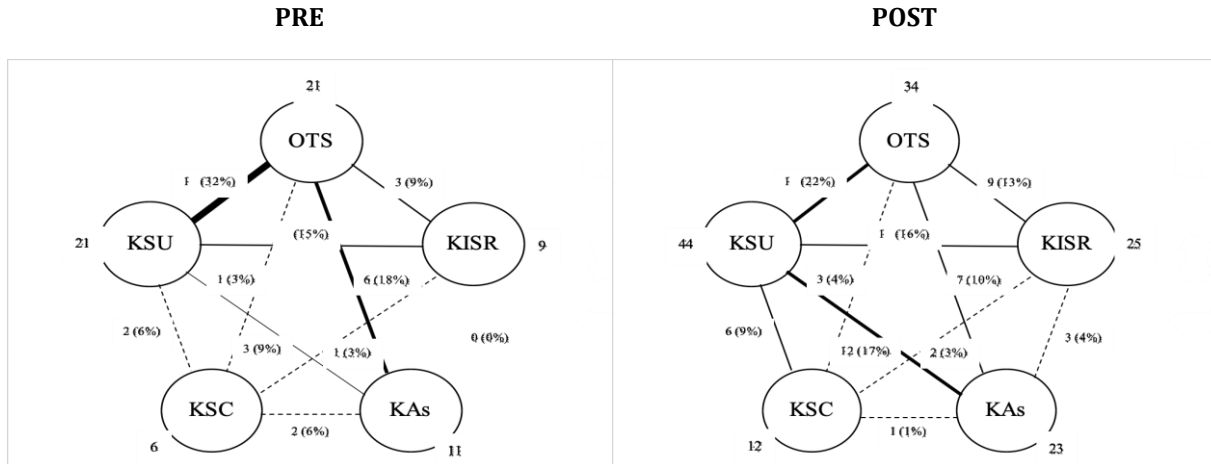 PRE POST
21 34
OTS OTS
(32%) 3 (9%) (22%) 9 (13%)
21 KSU (15%) KISR 9 44 KSU (16%) KISR 25
1 (3%) 6 (18%) 3 (4%) 7 (10%)
2 (6%) 3 (9%) 1 (3%) 0 (0%) 6 (9%) 12 (17%) 2 (3%) 3 (4%)
KSC KAs KSC KAs
2 (6%) 1 (1%)
6 11 12 23